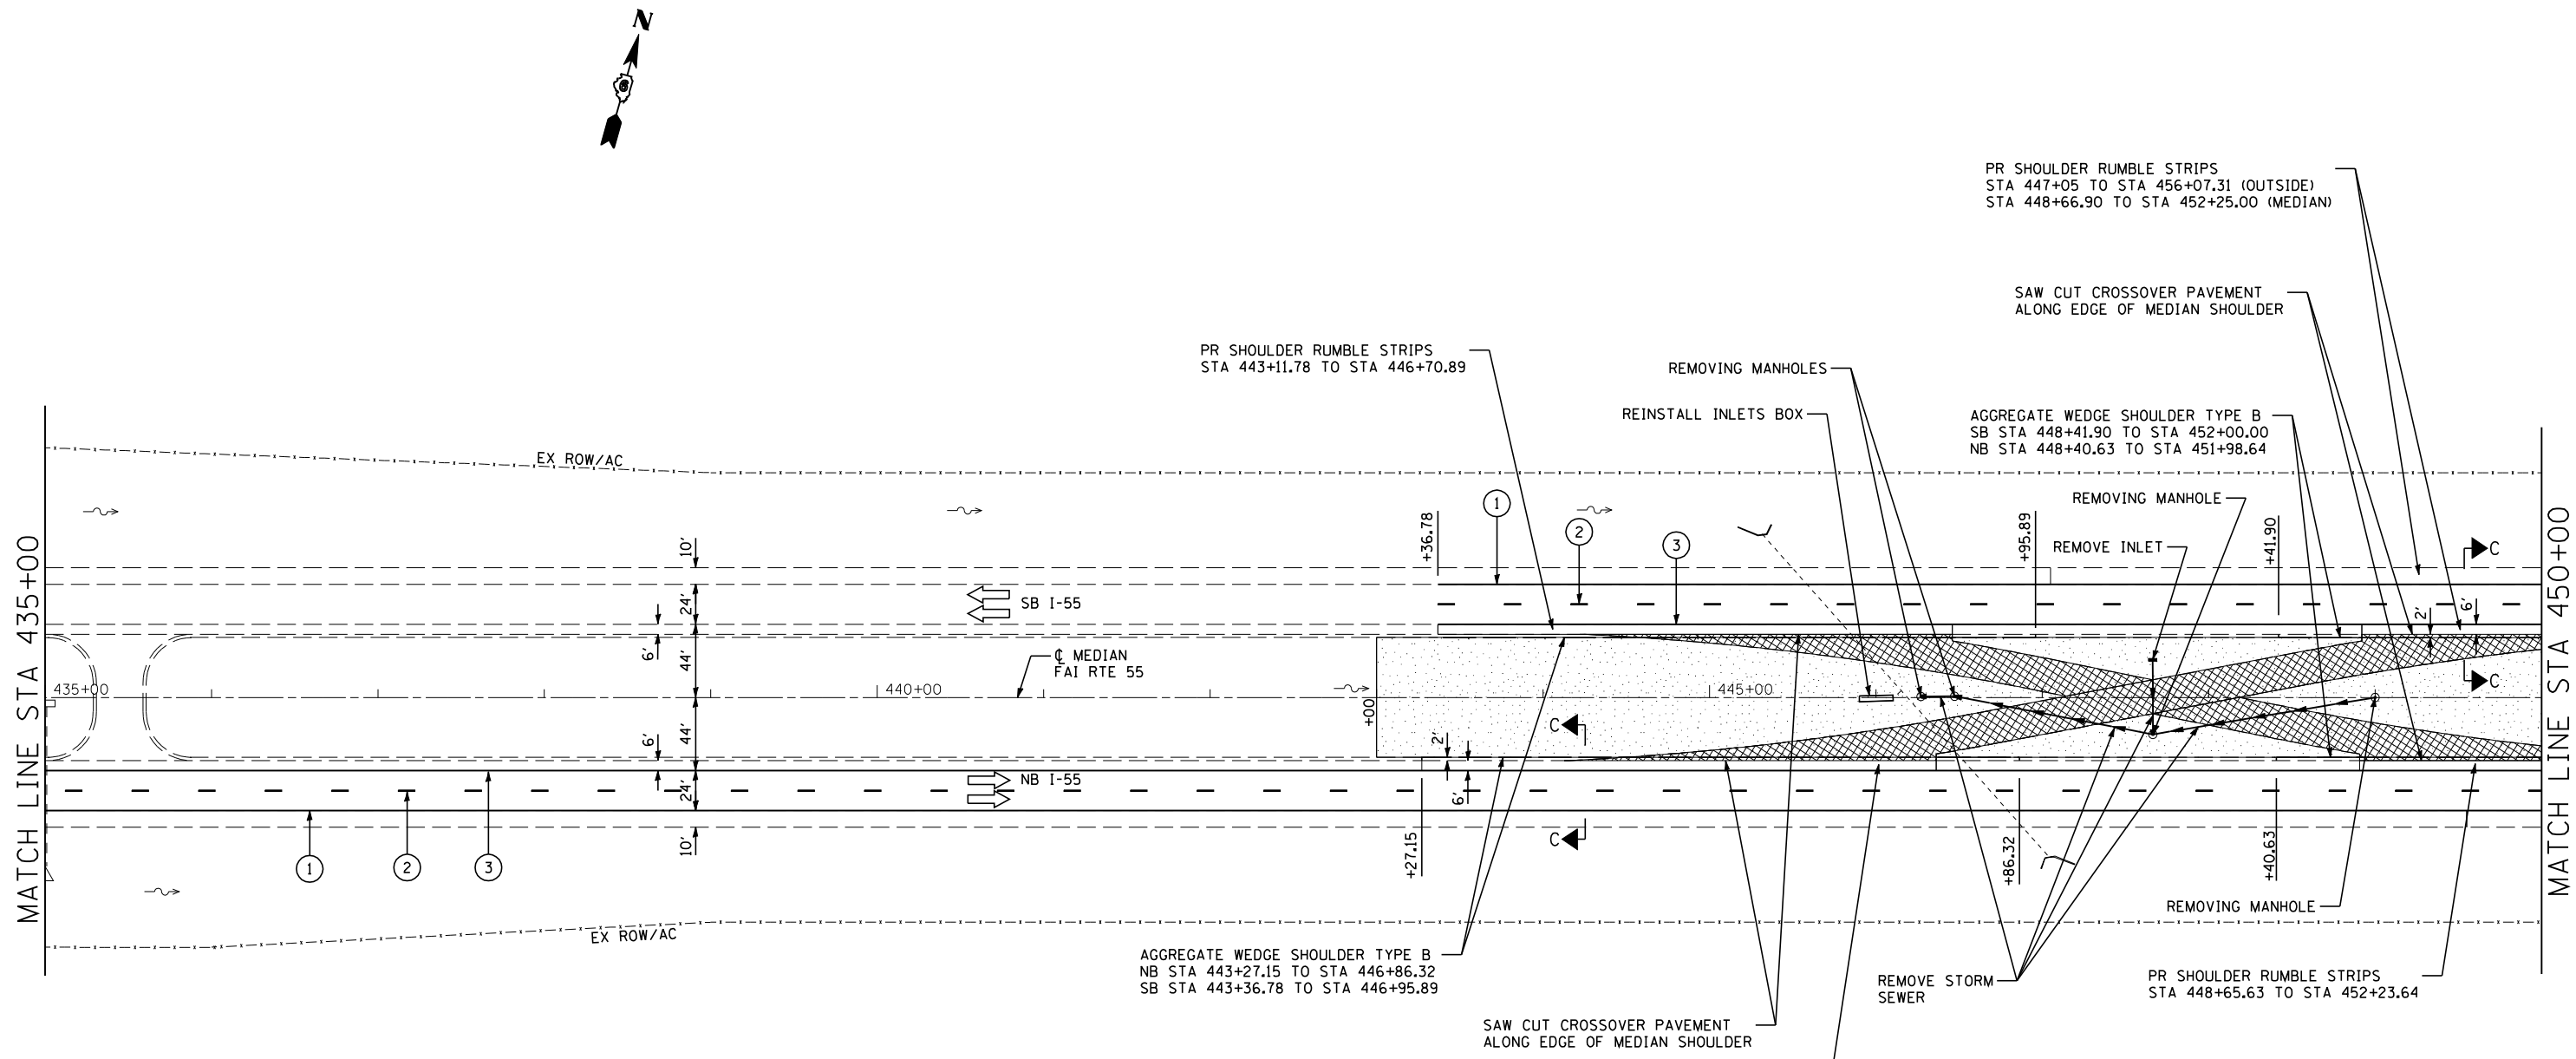 N
6
PR SHOULDER RUMBLE STRIPS
STA 447+05 TO STA 456+07.31 (OUTSIDE)
STA 448+66.90 TO STA 452+25.00 (MEDIAN)
SAW CUT CROSSOVER PAVEMENT
ALONG EDGE OF MEDIAN SHOULDER
PR SHOULDER RUMBLE STRIPS
STA 443+11.78 TO STA 446+70.89
REMOVING MANHOLES
REINSTALL INLETS BOX
AGGREGATE WEDGE SHOULDER TYPE B
SB STA 448+41.90 TO STA 452+00.00
NB STA 448+40.63 TO STA 451+98.64
EX ROW/AC
REMOVING MANHOLE
REMOVE INLET
1
2
3
+36.78
+95.89
+41.90
C
MATCH LINE STA 435+00
MATCH LINE STA 450+00
10'
24'
SB I-55
6'
44'
2'
6'
℄ MEDIAN
FAI RTE 55
435+00
440+00
445+00
+00
C
C
44'
6'
2'
6'
NB I-55
24'
10'
C
1
2
3
+27.15
+86.32
+40.63
REMOVING MANHOLE
EX ROW/AC
AGGREGATE WEDGE SHOULDER TYPE B
NB STA 443+27.15 TO STA 446+86.32
SB STA 443+36.78 TO STA 446+95.89
REMOVE STORM
SEWER
PR SHOULDER RUMBLE STRIPS
STA 448+65.63 TO STA 452+23.64
SAW CUT CROSSOVER PAVEMENT
ALONG EDGE OF MEDIAN SHOULDER